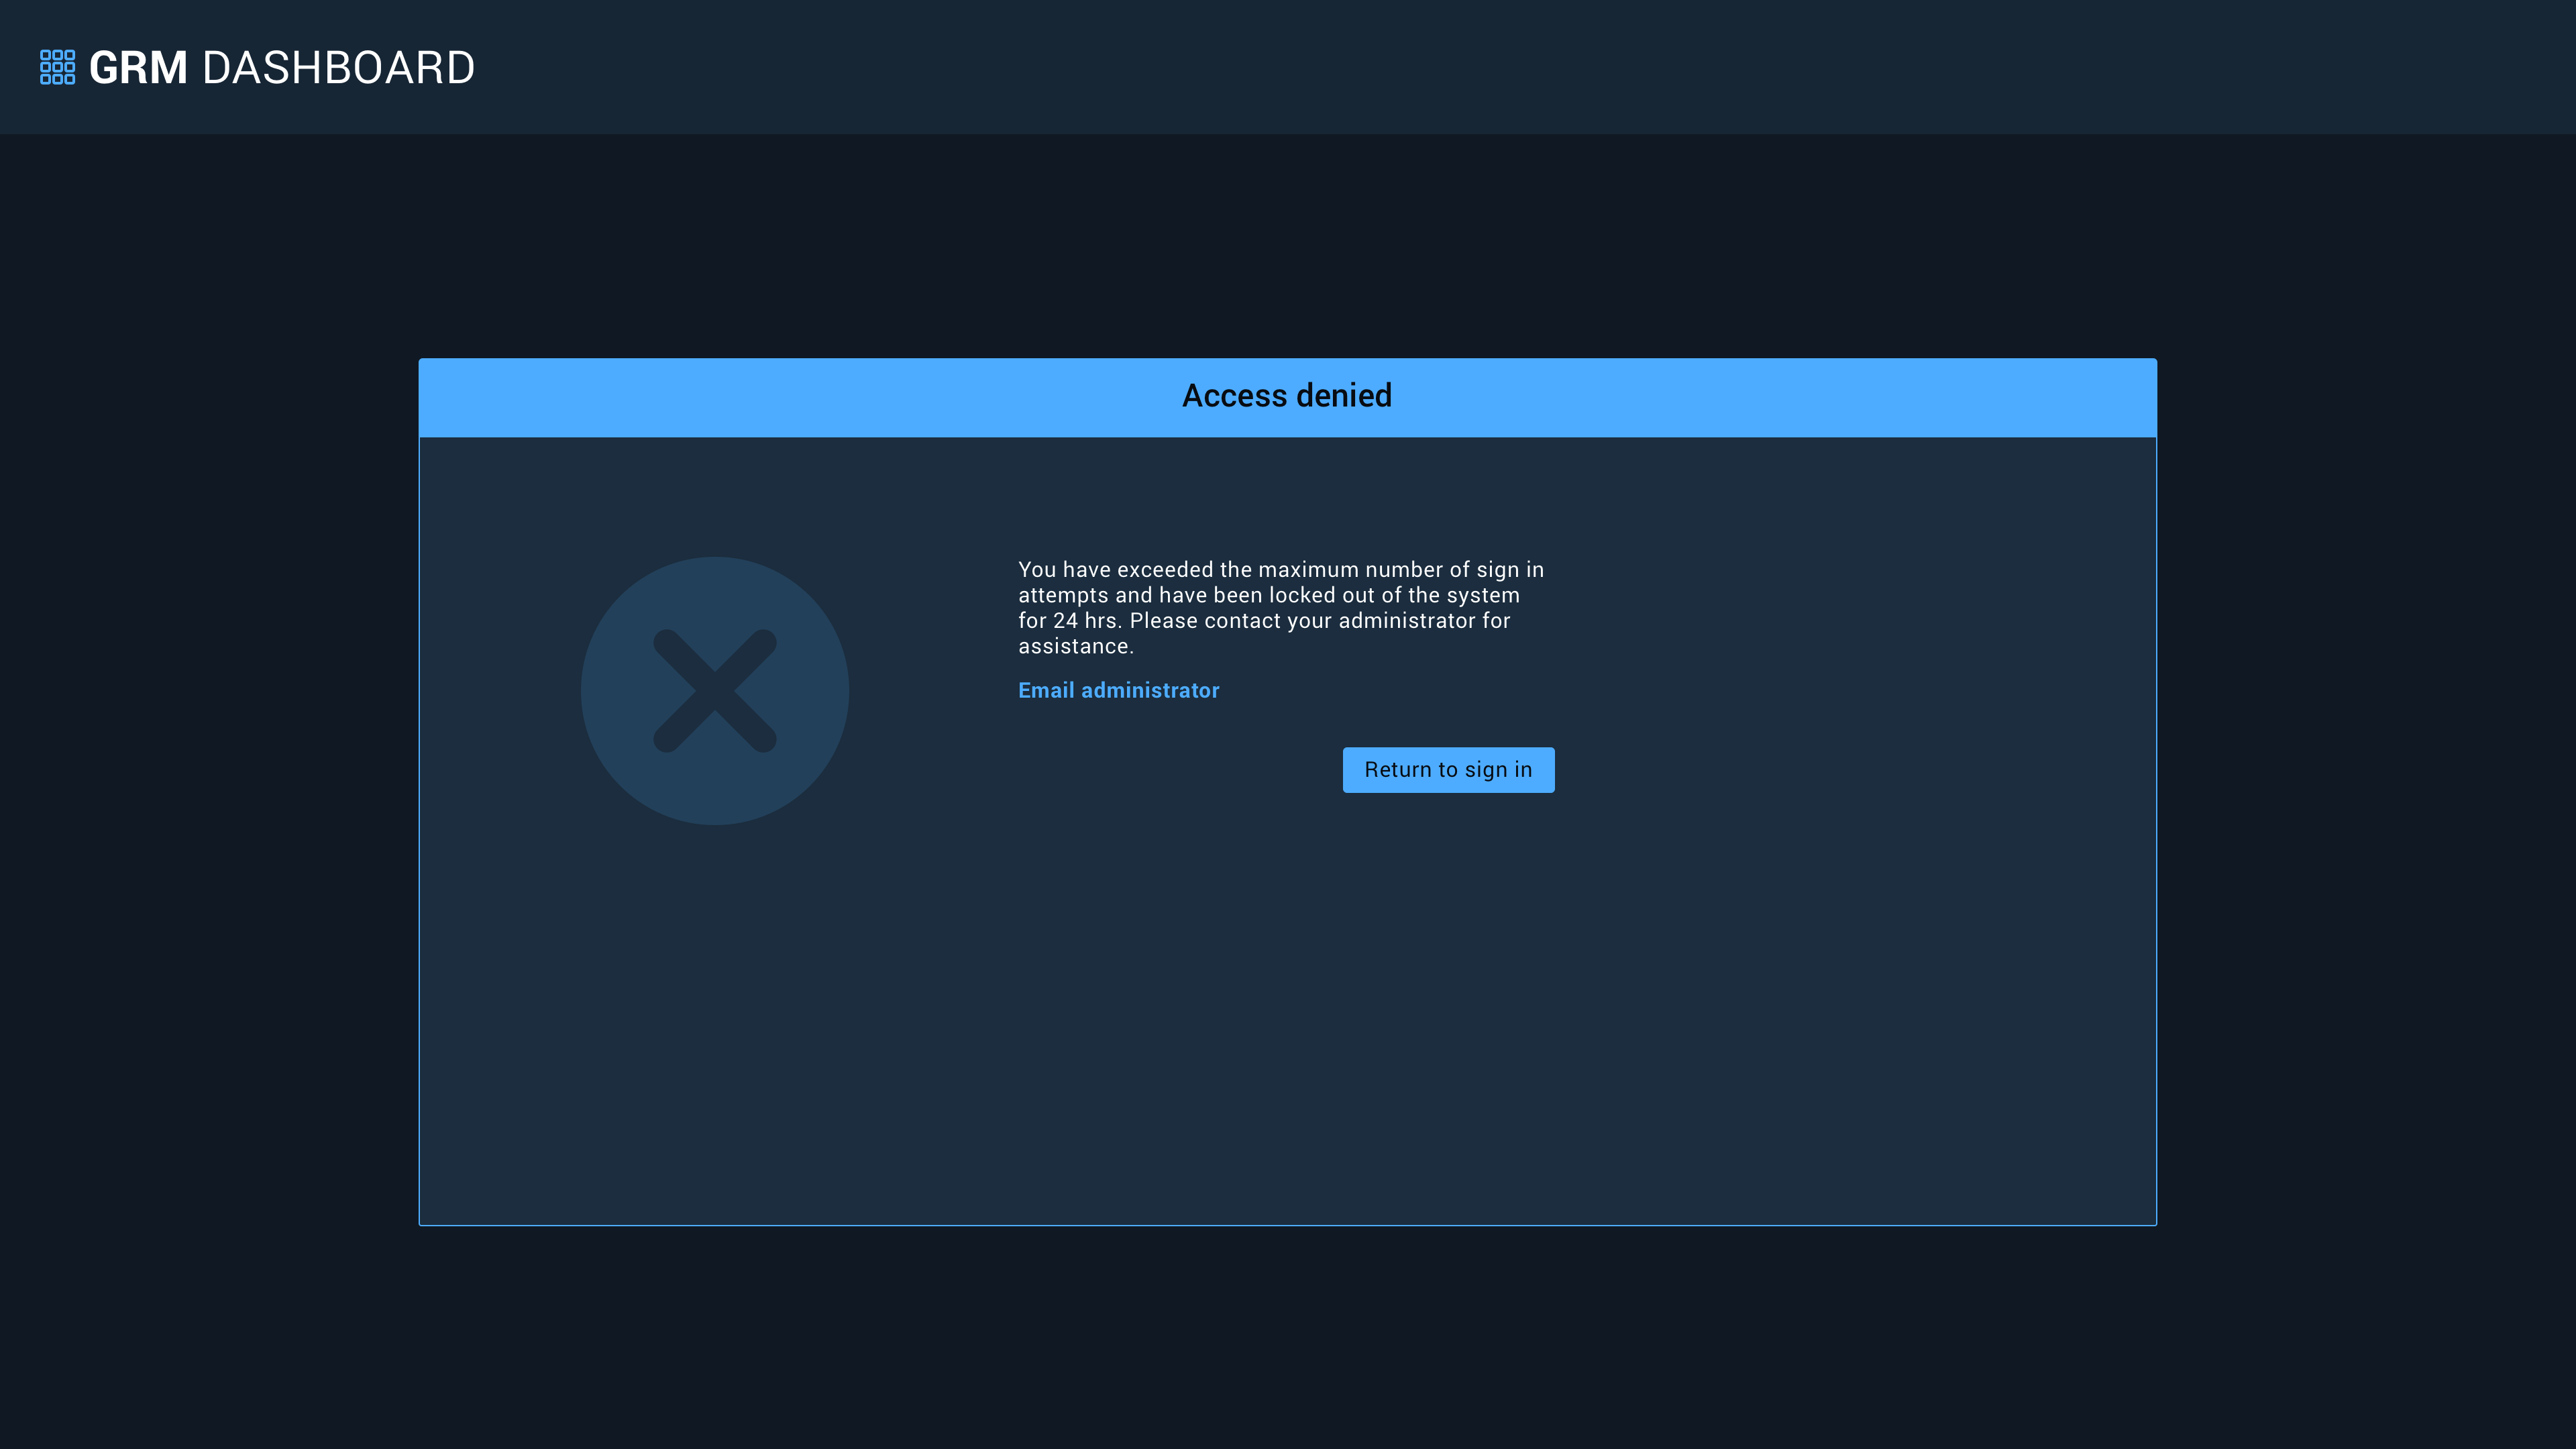 GRM DASHBOARD
Access denied
You have exceeded the maximum number of sign in
attempts and have been locked out of the system
for 24 hrs. Please contact your administrator for
assistance.
Email administrator
Return to sign in